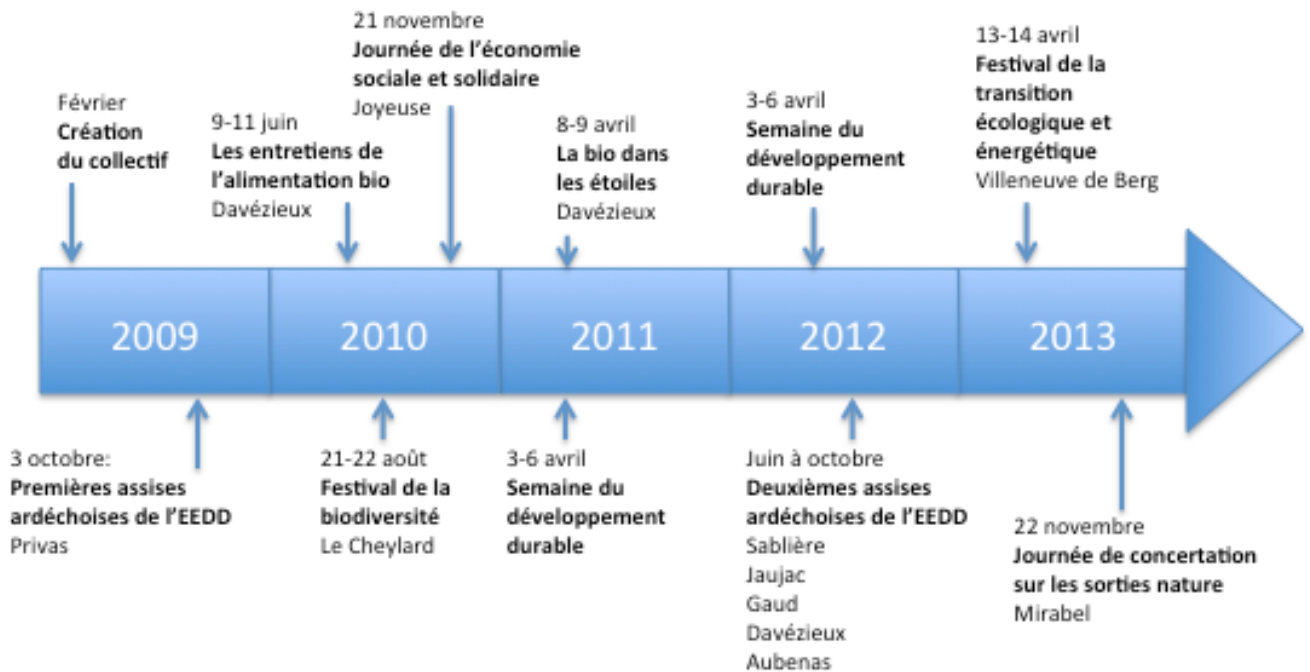 Février
Création
du collectif
9-11 juin
Les entretiens de
l'alimentation bio
Davézieux
21 novembre
Journée de l'économie
sociale et solidaire
Joyeuse
8-9 avril
La bio dans
les étoiles
Davézieux
3-6 avril
Semaine du
développement
durable
13-14 avril
Festival de la
transition
écologique et
énergétique
Villeneuve de Berg
2009
2010
2011
2012
2013
3 octobre:
Premières assises
ardéchoises de l'EEDD
Privas
21-22 août
Festival de la
biodiversité
Le Cheylard
3-6 avril
Semaine du
développement
durable
Juin à octobre
Deuxièmes assises
ardéchoises de l'EEDD
Sablière
Jaujac
Gaud
Davézieux
Aubenas
22 novembre
Journée de concertation
sur les sorties nature
Mirabel